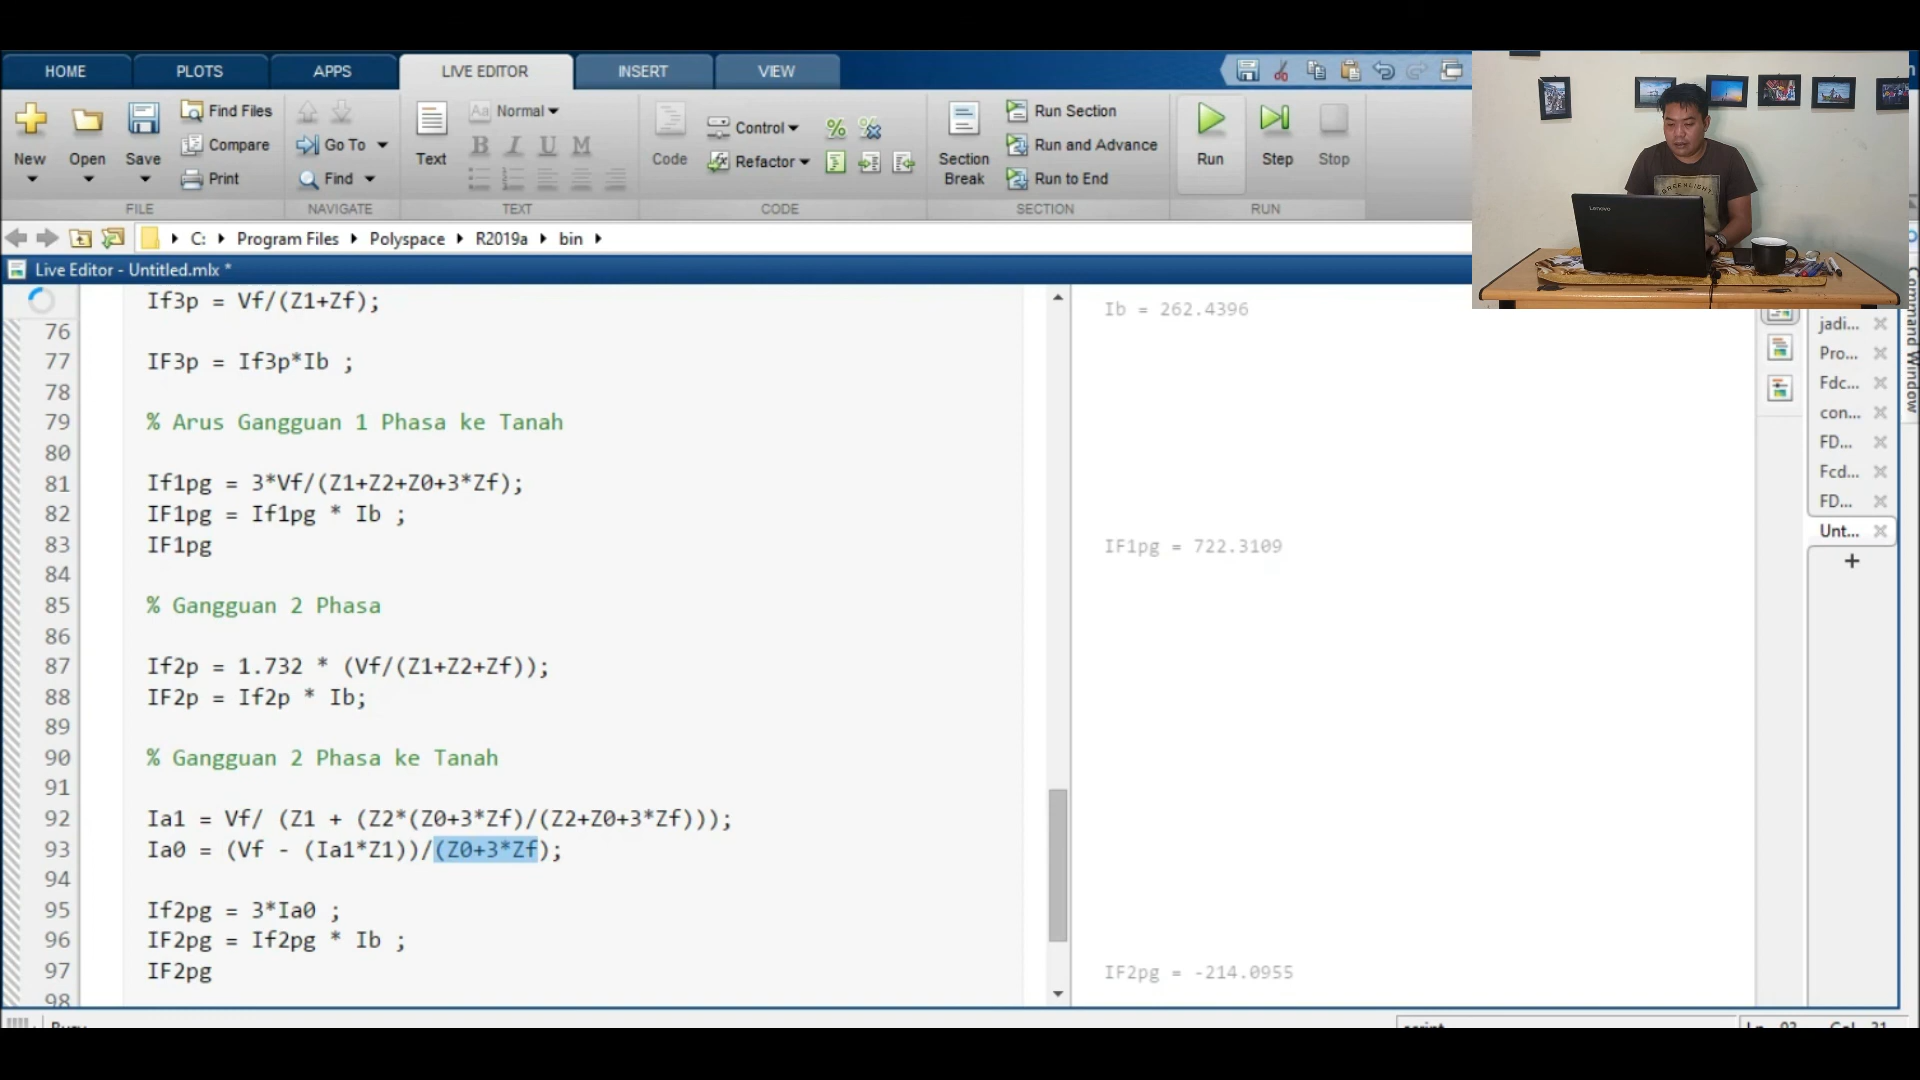 HOME PLOTS APPS LIVE EDITOR INSERT VIEW
Find Files Normal Control Run Section
New Open Save Compare Go To Text B I U M Code Refactor Section Break Run and Advance Run Step Stop
Print Find Run to End
FILE NAVIGATE TEXT CODE SECTION RUN
C: Program Files Polyspace R2019a bin
Live Editor - Untitled.mlx *
If3p = Vf/(Z1+Zf);
76
77 IF3p = If3p*Ib ;
78
79 % Arus Gangguan 1 Phasa ke Tanah
80
81 If1pg = 3*Vf/(Z1+Z2+Z0+3*Zf);
82 IF1pg = If1pg * Ib ;
83 IF1pg
84
85 % Gangguan 2 Phasa
86
87 If2p = 1.732 * (Vf/(Z1+Z2+Zf));
88 IF2p = If2p * Ib;
89
90 % Gangguan 2 Phasa ke Tanah
91
92 Ia1 = Vf/ (Z1 + (Z2*(Z0+3*Zf)/(Z2+Z0+3*Zf)));
93 Ia0 = (Vf - (Ia1*Z1))/(Z0+3*Zf);
94
95 If2pg = 3*Ia0 ;
96 IF2pg = If2pg * Ib ;
97 IF2pg
98
Ib = 262.4396
IF1pg = 722.3109
IF2pg = -214.0955
jadi...
Pro...
Fdc...
con...
FD...
Fcd...
FD...
Unt...
Command Window
Lenovo
GREENLIGHT